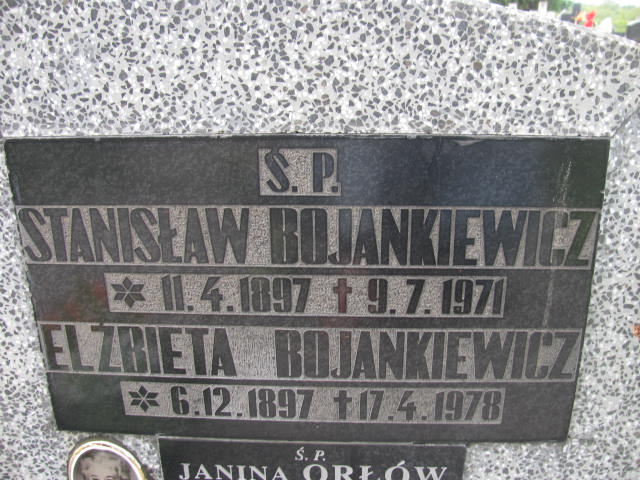 Ś. P.
STANISŁAW BOJANKIEWICZ
* 11.4.1897 † 9.7.1971
ELŻBIETA BOJANKIEWICZ
* 6.12.1897 † 17.4.1978
Ś. P.
JANINA ORŁÓW